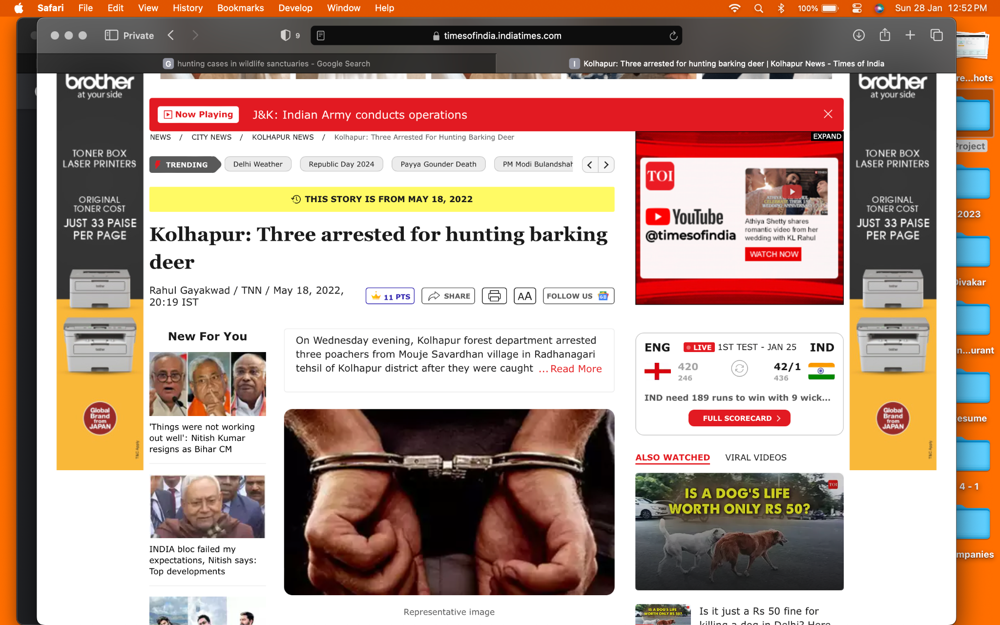 Safari File Edit View History Bookmarks Develop Window Help 100% Sun 28 Jan 12:52 PM
Private 9 timesofindia.indiatimes.com
G hunting cases in wildlife sanctuaries - Google Search
I Kolhapur: Three arrested for hunting barking deer | Kolhapur News - Times of India
brother
at your side
TONER BOX
LASER PRINTERS
ORIGINAL
TONER COST
JUST 33 PAISE
PER PAGE
Global
Brand
from
JAPAN
T&C Apply
Now Playing J&K: Indian Army conducts operations
NEWS / CITY NEWS / KOLHAPUR NEWS / Kolhapur: Three Arrested For Hunting Barking Deer
TRENDING Delhi Weather Republic Day 2024 Payya Gounder Death PM Modi Bulandshah
THIS STORY IS FROM MAY 18, 2022
Kolhapur: Three arrested for hunting barking
deer
Rahul Gayakwad / TNN / May 18, 2022,
20:19 IST
11 PTS SHARE AA FOLLOW US GE
New For You
'Things were not working
out well': Nitish Kumar
resigns as Bihar CM
INDIA bloc failed my
expectations, Nitish says:
Top developments
On Wednesday evening, Kolhapur forest department arrested
three poachers from Mouje Savardhan village in Radhanagari
tehsil of Kolhapur district after they were caught ... Read More
Representative image
EXPAND
TOI
YouTube
@timesofindia
CELEBRATE THEIR 1ST
WEDDING ANNIVERSARY
Athiya Shetty shares
romantic video from her
wedding with KL Rahul
WATCH NOW
ENG LIVE 1ST TEST - JAN 25 IND
420 42/1
246 436
IND need 189 runs to win with 9 wick...
FULL SCORECARD
ALSO WATCHED VIRAL VIDEOS
TOI
IS A DOG'S LIFE
WORTH ONLY RS 50?
IS A DOG'S LIFE
WORTH ONLY RS 50?
Is it just a Rs 50 fine for
killing a dog in Delhi? Here
brother
at your side
TONER BOX
LASER PRINTERS
ORIGINAL
TONER COST
JUST 33 PAISE
PER PAGE
Global
Brand
from
JAPAN
T&C Apply
re...hots
Project
2023
Divakar
n...urant
esume
4 - 1
mpanies